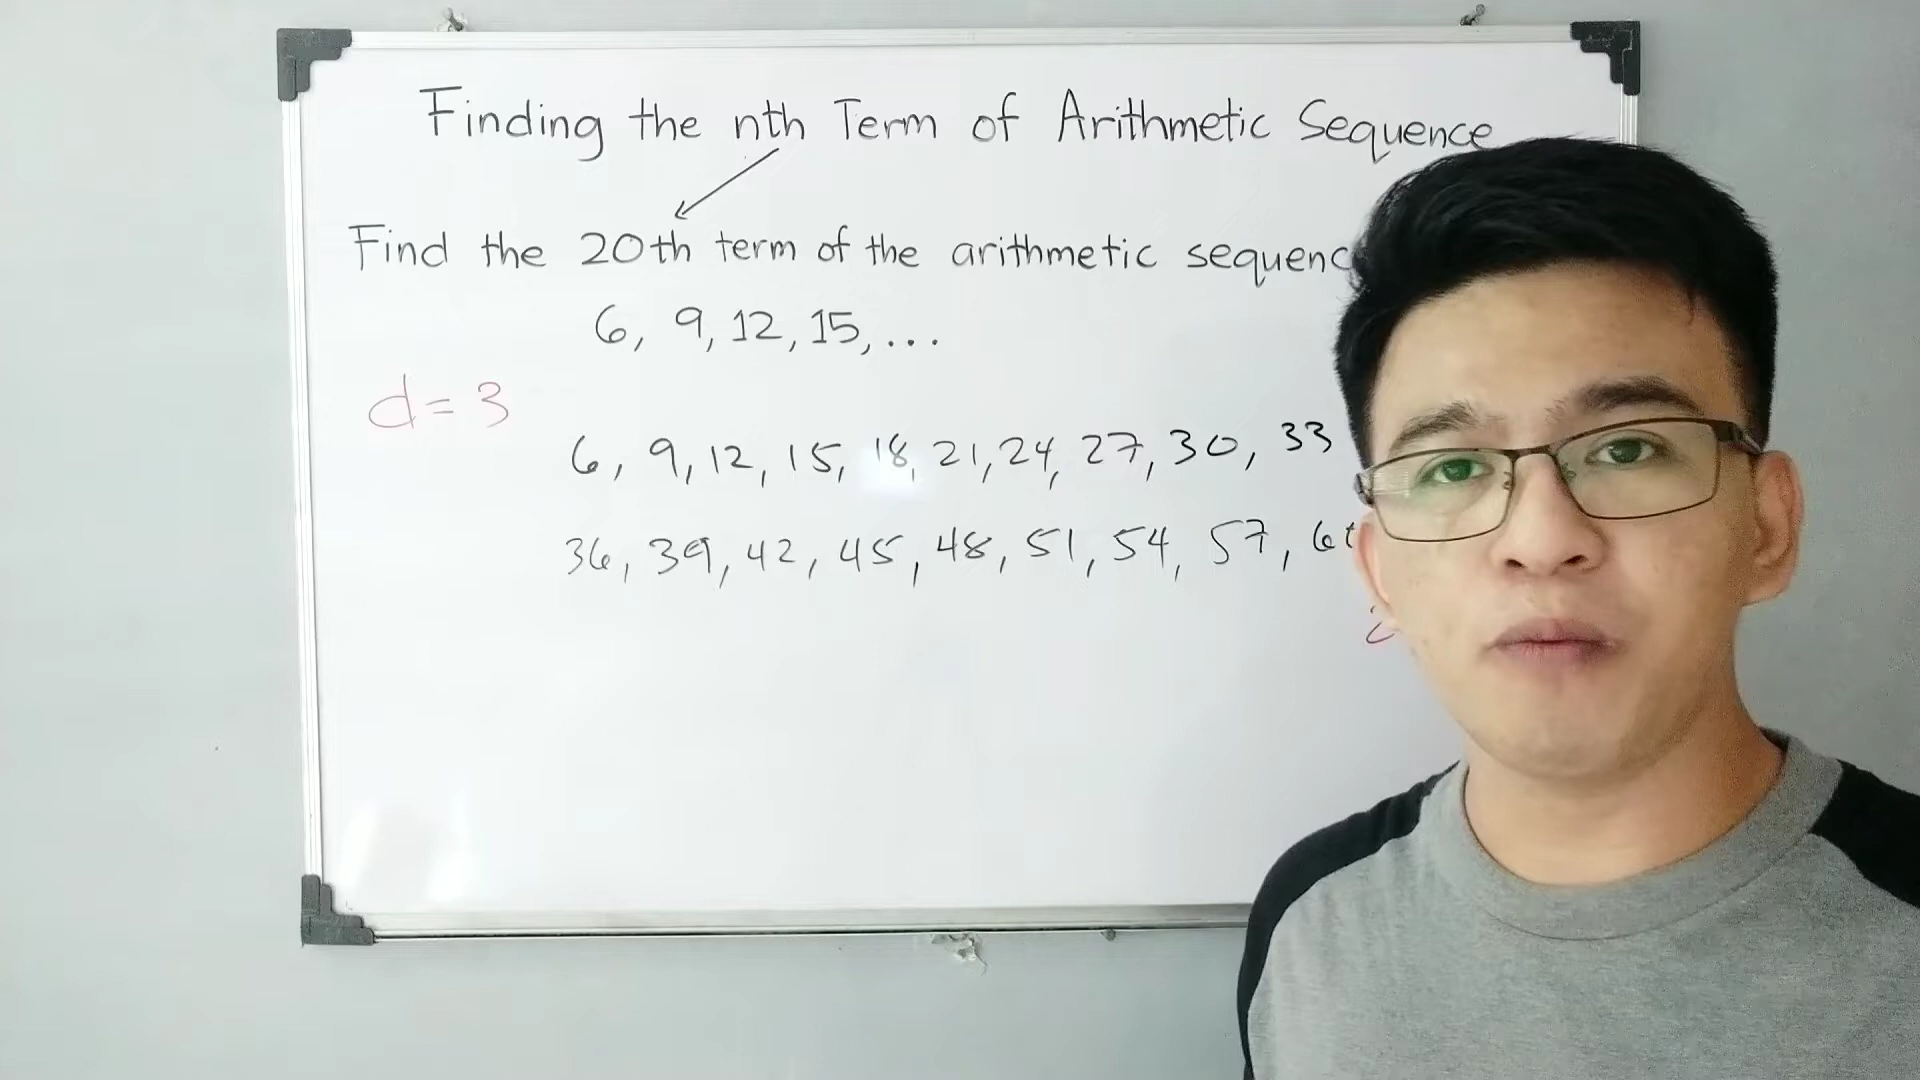 Finding the nth Term of Arithmetic Sequence
Find the 20th term of the arithmetic sequenc
6, 9, 12, 15, ...
d = 3
6, 9, 12, 15, 18, 21, 24, 27, 30, 33
36, 39, 42, 45, 48, 51, 54, 57,